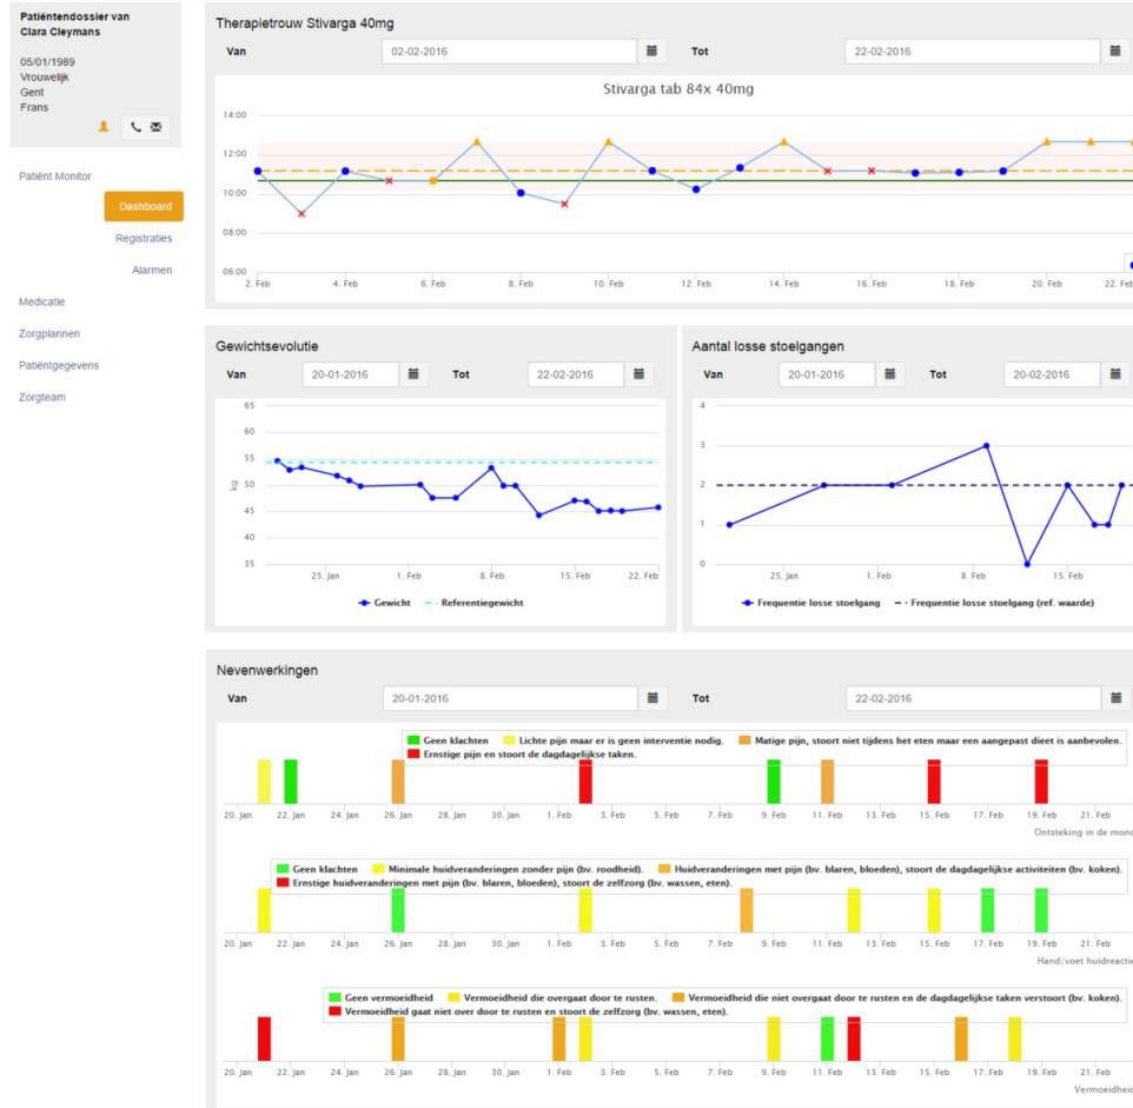 Patiëntendossier van
Clara Cleymans
05/01/1989
Vrouwelijk
Gent
Frans
Patiënt Monitor
Dashboard
Registraties
Alarmen
Medicatie
Zorgplannen
Patiëntgegevens
Zorgteam
Therapietrouw Stivarga 40mg
Van 02-02-2016 Tot 22-02-2016
Stivarga tab 84x 40mg
14:00
12:00
10:00
08:00
06:00
2. Feb 4. Feb 6. Feb 8. Feb 10. Feb 12. Feb 14. Feb 16. Feb 18. Feb 20. Feb 22. Feb
Gewichtsevolutie
Van 20-01-2016 Tot 22-02-2016
65
60
55
50
45
40
35
kg
25. Jan 1. Feb 8. Feb 15. Feb 22. Feb
Gewicht Referentiegewicht
Aantal losse stoelgangen
Van 20-01-2016 Tot 20-02-2016
4
3
2
1
0
25. Jan 1. Feb 8. Feb 15. Feb
Frequentie losse stoelgang Frequentie losse stoelgang (ref. waarde)
Nevenwerkingen
Van 20-01-2016 Tot 22-02-2016
Geen klachten Lichte pijn maar er is geen interventie nodig. Matige pijn, stoort niet tijdens het eten maar een aangepast dieet is aanbevolen.
Ernstige pijn en stoort de dagdagelijkse taken.
20. Jan 22. Jan 24. Jan 26. Jan 28. Jan 30. Jan 1. Feb 3. Feb 5. Feb 7. Feb 9. Feb 11. Feb 13. Feb 15. Feb 17. Feb 19. Feb 21. Feb
Ontsteking in de mond
Geen klachten Minimale huidveranderingen zonder pijn (bv. roodheid). Huidveranderingen met pijn (bv. blaren, bloeden), stoort de dagdagelijkse activiteiten (bv. koken).
Ernstige huidveranderingen met pijn (bv. blaren, bloeden), stoort de zelfzorg (bv. wassen, eten).
20. Jan 22. Jan 24. Jan 26. Jan 28. Jan 30. Jan 1. Feb 3. Feb 5. Feb 7. Feb 9. Feb 11. Feb 13. Feb 15. Feb 17. Feb 19. Feb 21. Feb
Hand/voet huidreactie
Geen vermoeidheid Vermoeidheid die overgaat door te rusten. Vermoeidheid die niet overgaat door te rusten en de dagdagelijkse taken verstoort (bv. koken).
Vermoeidheid gaat niet over door te rusten en stoort de zelfzorg (bv. wassen, eten).
20. Jan 22. Jan 24. Jan 26. Jan 28. Jan 30. Jan 1. Feb 3. Feb 5. Feb 7. Feb 9. Feb 11. Feb 13. Feb 15. Feb 17. Feb 19. Feb 21. Feb
Vermoeidheid